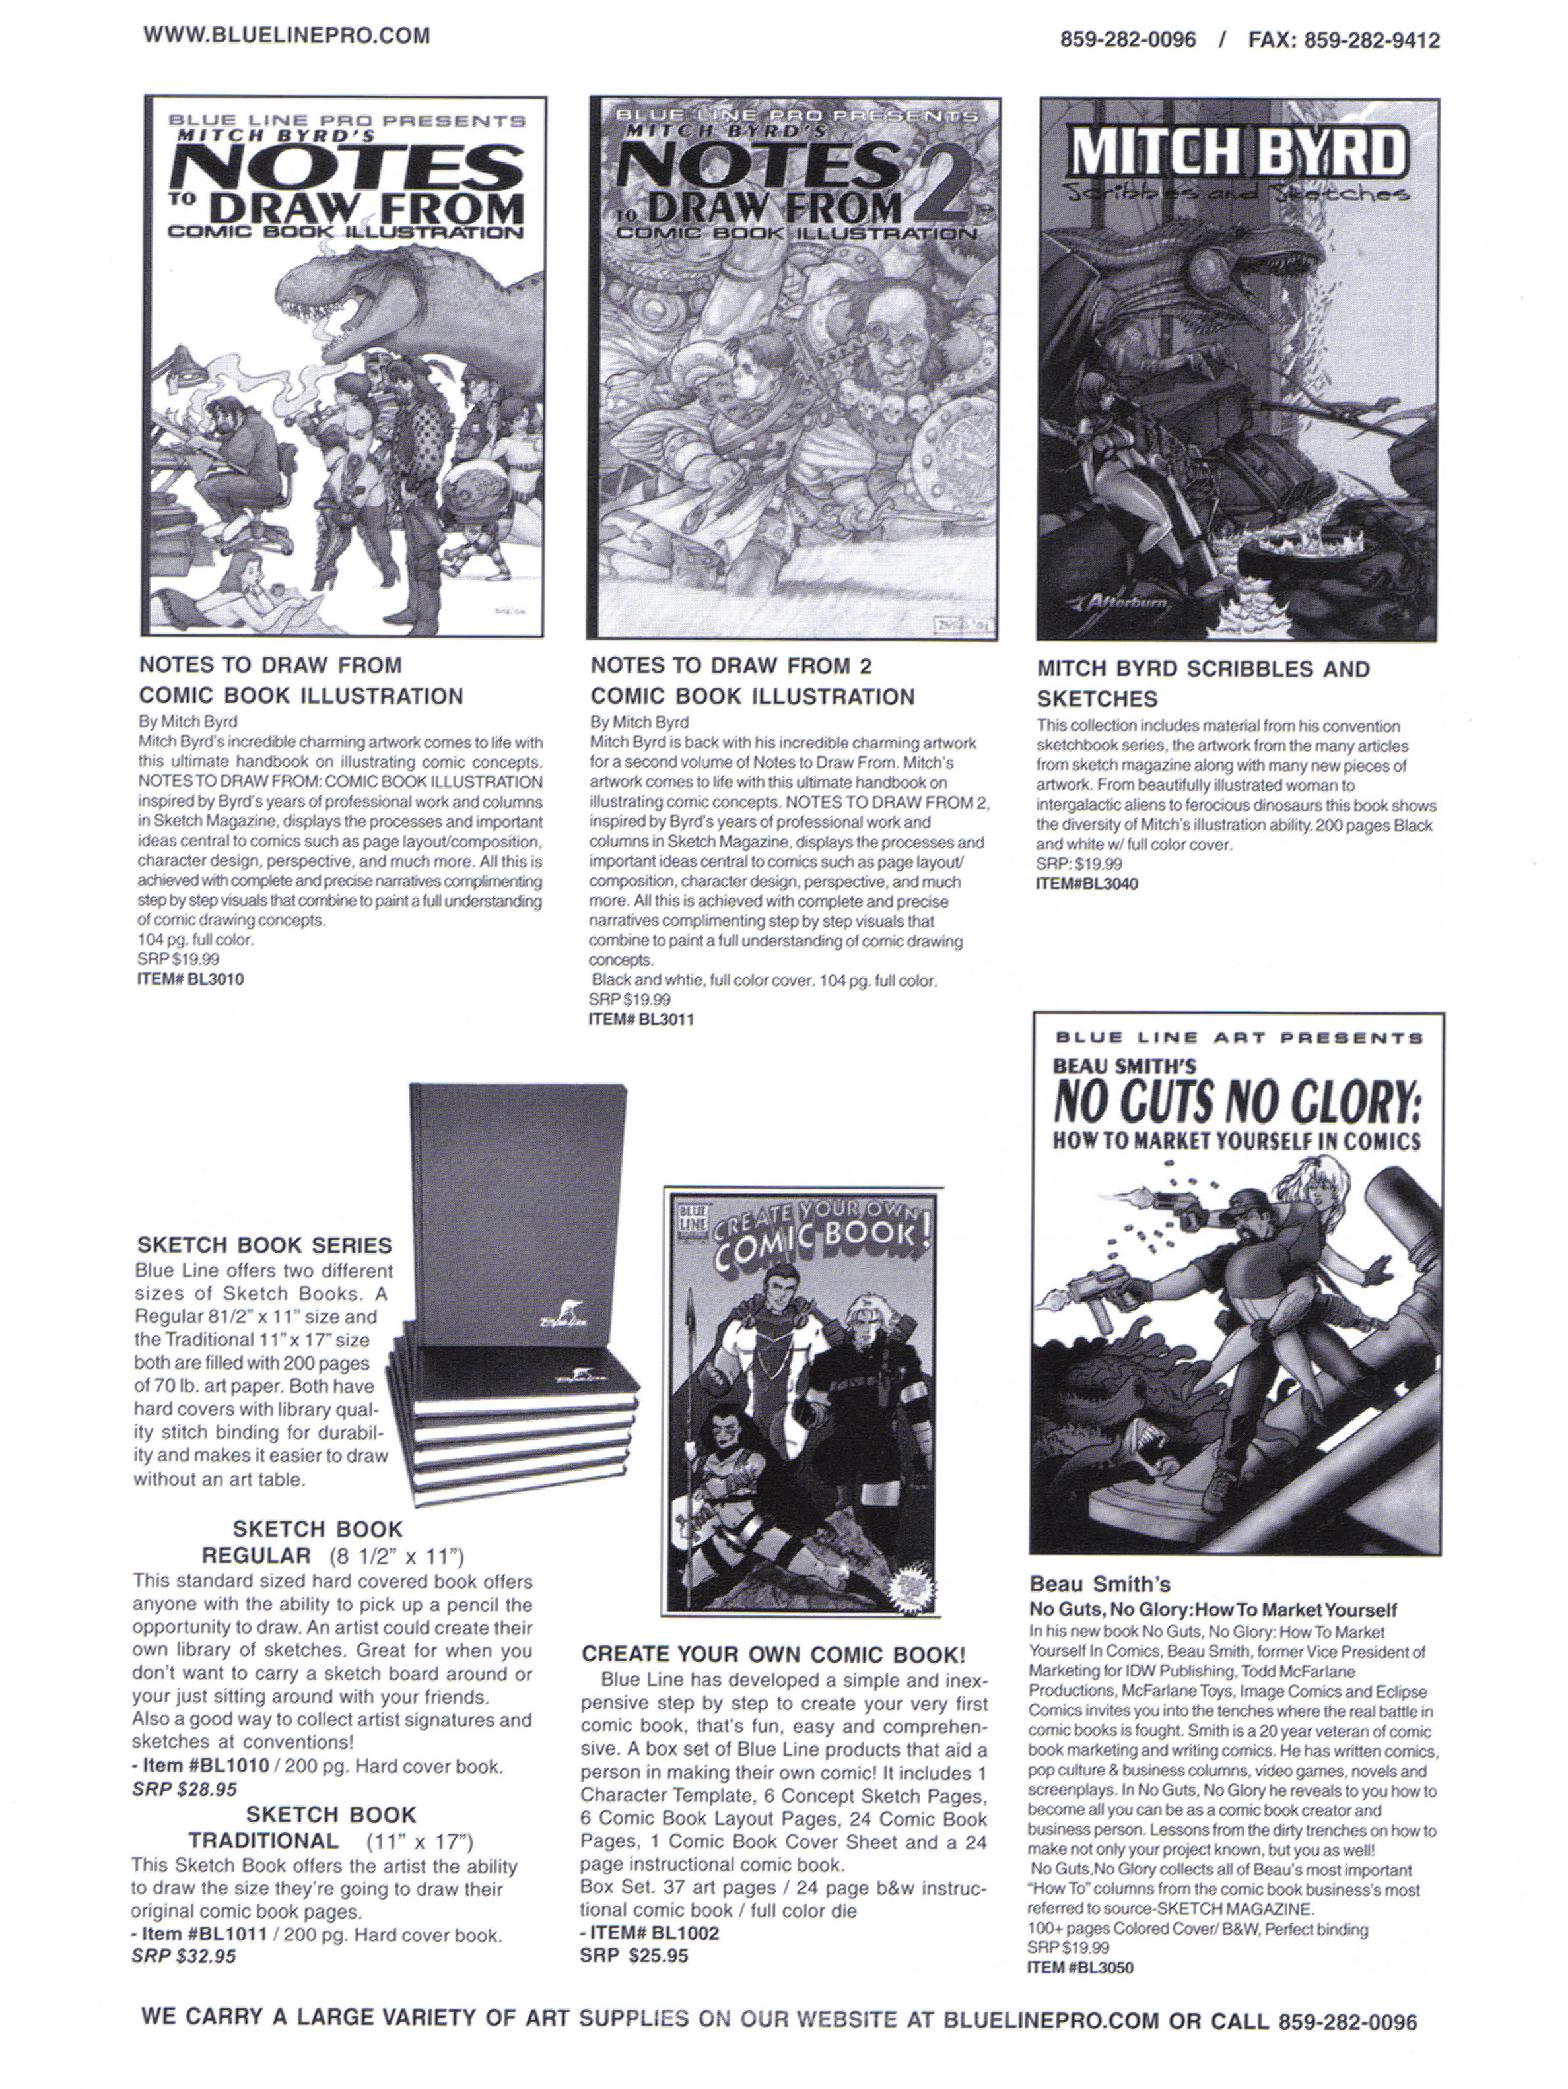 WWW.BLUELINEPRO.COM
859-282-0096 / FAX: 859-282-9412
BLUE LINE PRO PRESENTS
MITCH BYRD'S
NOTES
TO DRAW FROM
COMIC BOOK ILLUSTRATION
BLUE LINE PRO PRESENTS
MITCH BYRD'S
NOTES 2
TO DRAW FROM
COMIC BOOK ILLUSTRATION
MITCH BYRD
Scribbles and Sketches
Afterburn
NOTES TO DRAW FROM
COMIC BOOK ILLUSTRATION
By Mitch Byrd
Mitch Byrd's incredible charming artwork comes to life with
this ultimate handbook on illustrating comic concepts.
NOTES TO DRAW FROM: COMIC BOOK ILLUSTRATION
inspired by Byrd's years of professional work and columns
in Sketch Magazine, displays the processes and important
ideas central to comics such as page layout/composition,
character design, perspective, and much more. All this is
achieved with complete and precise narratives complimenting
step by step visuals that combine to paint a full understanding
of comic drawing concepts.
104 pg. full color.
SRP $19.99
ITEM# BL3010
NOTES TO DRAW FROM 2
COMIC BOOK ILLUSTRATION
By Mitch Byrd
Mitch Byrd is back with his incredible charming artwork
for a second volume of Notes to Draw From. Mitch's
artwork comes to life with this ultimate handbook on
illustrating comic concepts. NOTES TO DRAW FROM 2,
inspired by Byrd's years of professional work and
columns in Sketch Magazine, displays the processes and
important ideas central to comics such as page layout/
composition, character design, perspective, and much
more. All this is achieved with complete and precise
narratives complimenting step by step visuals that
combine to paint a full understanding of comic drawing
concepts.
Black and whtie, full color cover. 104 pg. full color.
SRP $19.99
ITEM# BL3011
MITCH BYRD SCRIBBLES AND
SKETCHES
This collection includes material from his convention
sketchbook series, the artwork from the many articles
from sketch magazine along with many new pieces of
artwork. From beautifully illustrated woman to
intergalactic aliens to ferocious dinosaurs this book shows
the diversity of Mitch's illustration ability. 200 pages Black
and white w/ full color cover.
SRP: $19.99
ITEM#BL3040
SKETCH BOOK SERIES
Blue Line offers two different
sizes of Sketch Books. A
Regular 81/2" x 11" size and
the Traditional 11" x 17" size
both are filled with 200 pages
of 70 lb. art paper. Both have
hard covers with library qual-
ity stitch binding for durabil-
ity and makes it easier to draw
without an art table.
SKETCH BOOK
REGULAR (8 1/2" x 11")
This standard sized hard covered book offers
anyone with the ability to pick up a pencil the
opportunity to draw. An artist could create their
own library of sketches. Great for when you
don't want to carry a sketch board around or
your just sitting around with your friends.
Also a good way to collect artist signatures and
sketches at conventions!
- Item #BL1010 / 200 pg. Hard cover book.
SRP $28.95
SKETCH BOOK
TRADITIONAL (11" x 17")
This Sketch Book offers the artist the ability
to draw the size they're going to draw their
original comic book pages.
- Item #BL1011 / 200 pg. Hard cover book.
SRP $32.95
BLUE
LINE
CREATE YOUR OWN
COMIC BOOK!
CREATE YOUR OWN COMIC BOOK!
Blue Line has developed a simple and inex-
pensive step by step to create your very first
comic book, that's fun, easy and comprehen-
sive. A box set of Blue Line products that aid a
person in making their own comic! It includes 1
Character Template, 6 Concept Sketch Pages,
6 Comic Book Layout Pages, 24 Comic Book
Pages, 1 Comic Book Cover Sheet and a 24
page instructional comic book.
Box Set. 37 art pages / 24 page b&w instruc-
tional comic book / full color die
- ITEM# BL1002
SRP $25.95
BLUE LINE ART PRESENTS
BEAU SMITH'S
NO GUTS NO GLORY:
HOW TO MARKET YOURSELF IN COMICS
Beau Smith's
No Guts, No Glory:How To Market Yourself
In his new book No Guts, No Glory: How To Market
Yourself In Comics, Beau Smith, former Vice President of
Marketing for IDW Publishing, Todd McFarlane
Productions, McFarlane Toys, Image Comics and Eclipse
Comics invites you into the tenches where the real battle in
comic books is fought. Smith is a 20 year veteran of comic
book marketing and writing comics. He has written comics,
pop culture & business columns, video games, novels and
screenplays. In No Guts, No Glory he reveals to you how to
become all you can be as a comic book creator and
business person. Lessons from the dirty trenches on how to
make not only your project known, but you as well!
No Guts,No Glory collects all of Beau's most important
"How To" columns from the comic book business's most
referred to source-SKETCH MAGAZINE.
100+ pages Colored Cover/ B&W, Perfect binding
SRP $19.99
ITEM #BL3050
WE CARRY A LARGE VARIETY OF ART SUPPLIES ON OUR WEBSITE AT BLUELINEPRO.COM OR CALL 859-282-0096